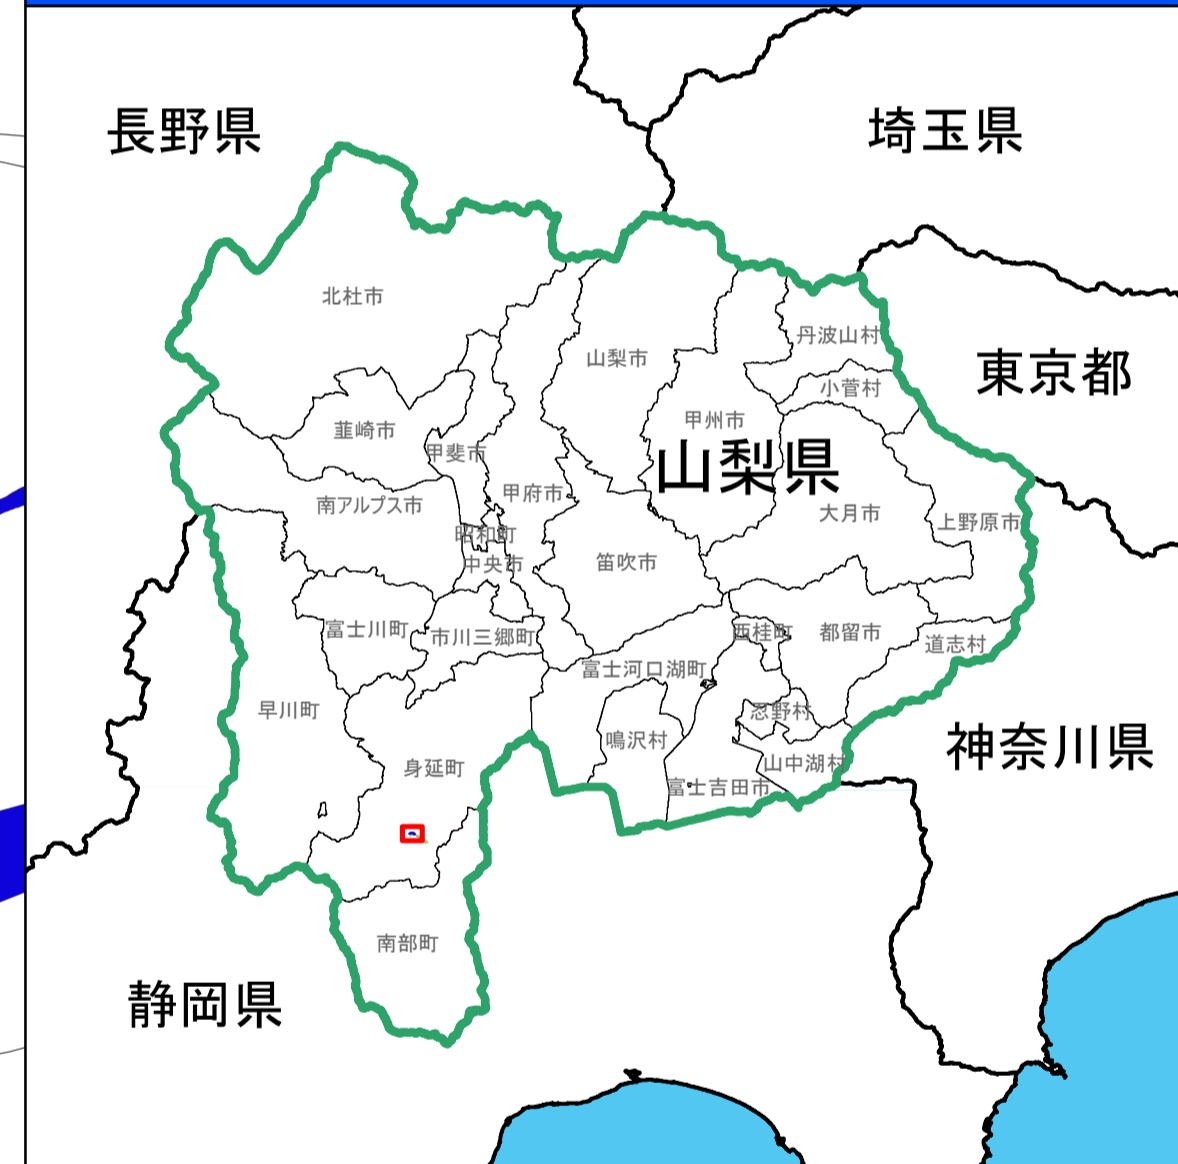 長野県
埼玉県
北杜市
丹波山村
山梨市
東京都
小菅村
甲州市
韮崎市
甲斐市
山梨県
甲府市
南アルプス市
大月市
上野原市
昭和町
中央市
笛吹市
富士川町
市川三郷町
西桂町
都留市
道志村
富士河口湖町
早川町
忍野村
鳴沢村
神奈川県
山中湖村
身延町
富士吉田市
南部町
静岡県